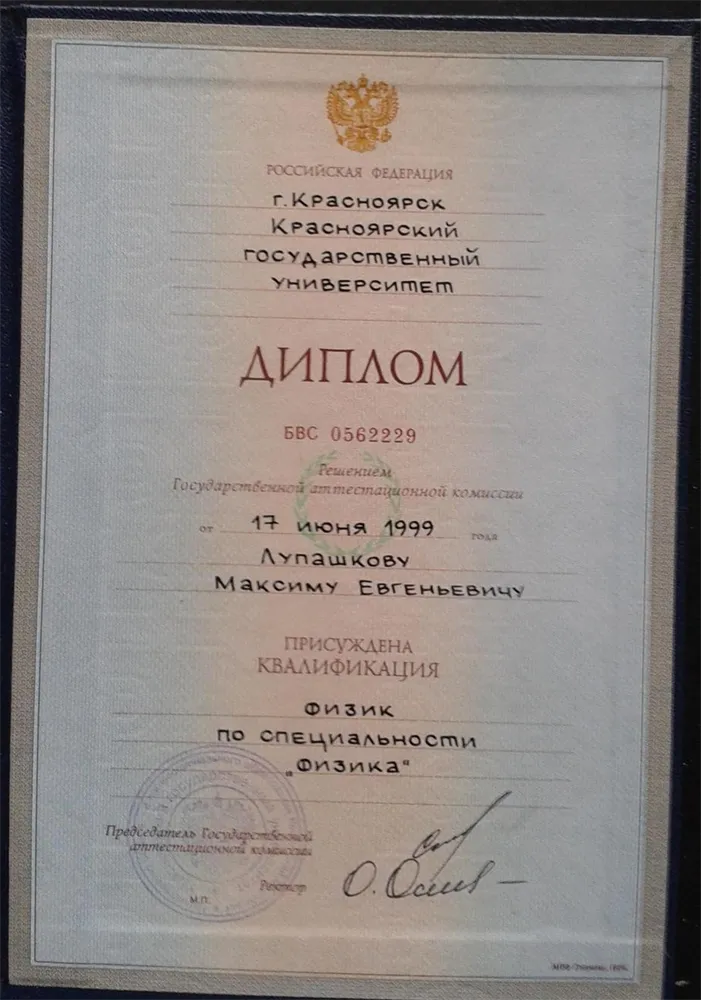 РОССИЙСКАЯ ФЕДЕРАЦИЯ
г. Красноярск
Красноярский
государственный
университет
ДИПЛОМ
БВС 0562229
Решением
Государственной аттестационной комиссии
от 17 июня 1999 года
Лупашкову
Максиму Евгеньевичу
ПРИСУЖДЕНА
КВАЛИФИКАЦИЯ
физик
по специальности
„Физика“
Председатель Государственной
аттестационной комиссии
Ректор
М.П.